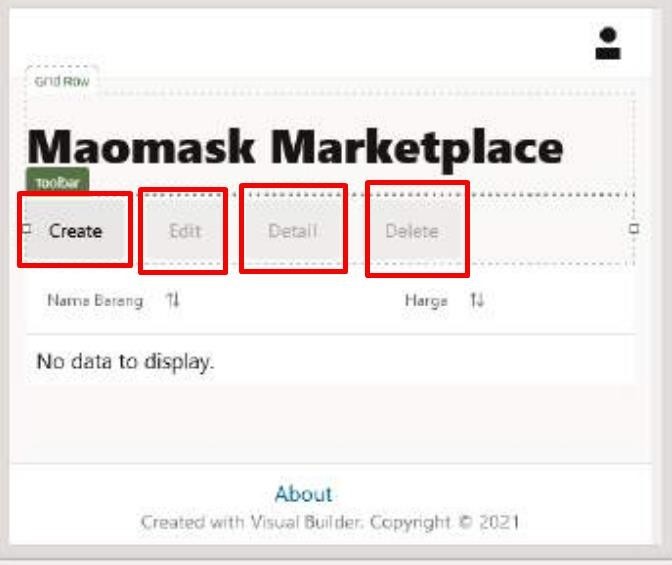 Grid Row
Maomask Marketplace
Toolbar
Create Edit Detail Delete
Nama Barang Harga
No data to display.
About
Created with Visual Builder. Copyright © 2021